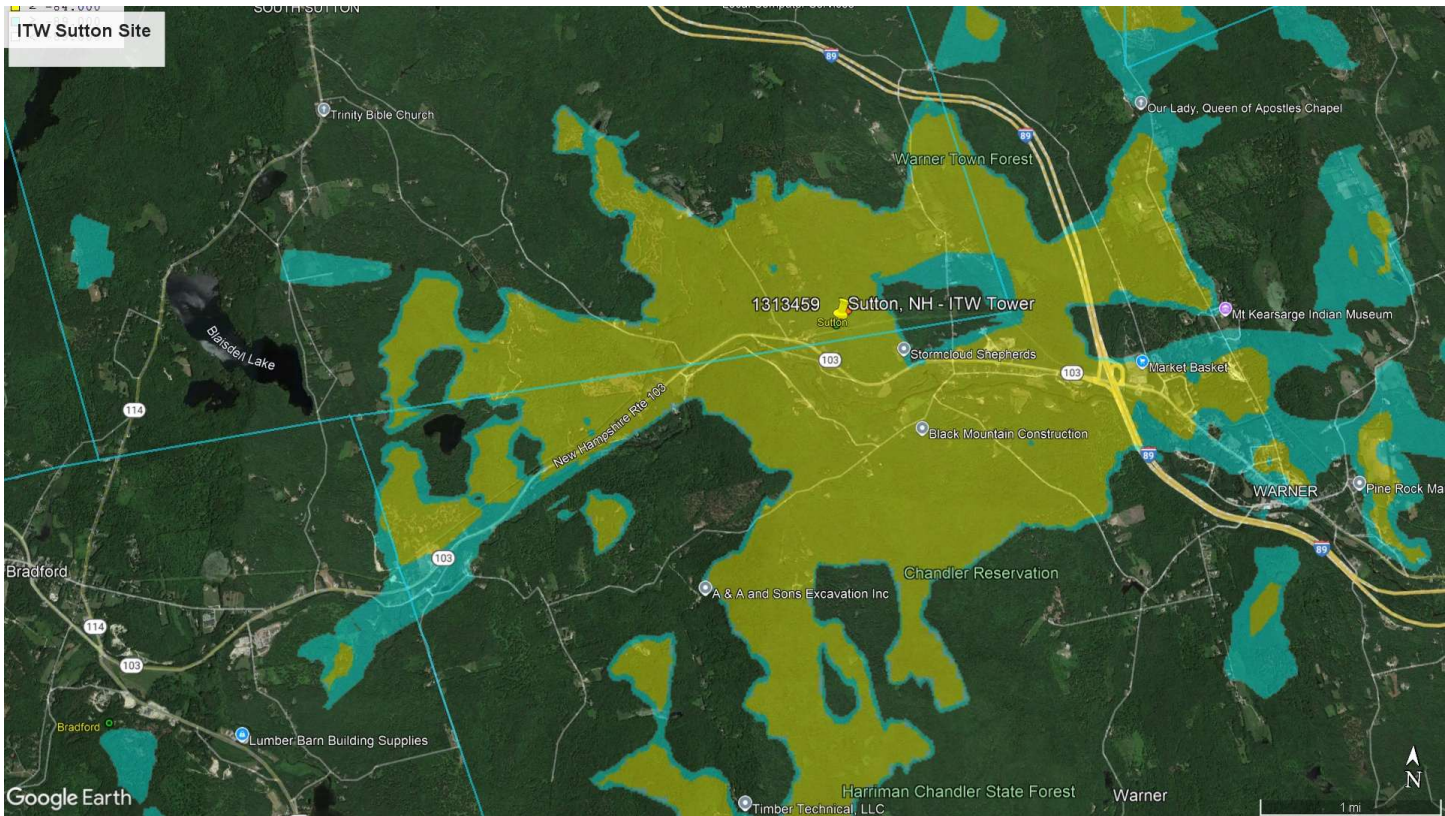 ITW Sutton Site
SOUTH SUTTON
89
Trinity Bible Church
Our Lady, Queen of Apostles Chapel
89
Warner Town Forest
1313459
Sutton, NH - ITW Tower
Sutton
Mt Kearsarge Indian Museum
Blaisdell Lake
103
Stormcloud Shepherds
103
Market Basket
114
New Hampshire Rte 103
Black Mountain Construction
89
WARNER
Pine Rock Ma
103
89
Bradford
Chandler Reservation
A & A and Sons Excavation Inc
114
103
Bradford
Lumber Barn Building Supplies
N
Google Earth
Harriman Chandler State Forest
Warner
Timber Technical, LLC
1 mi